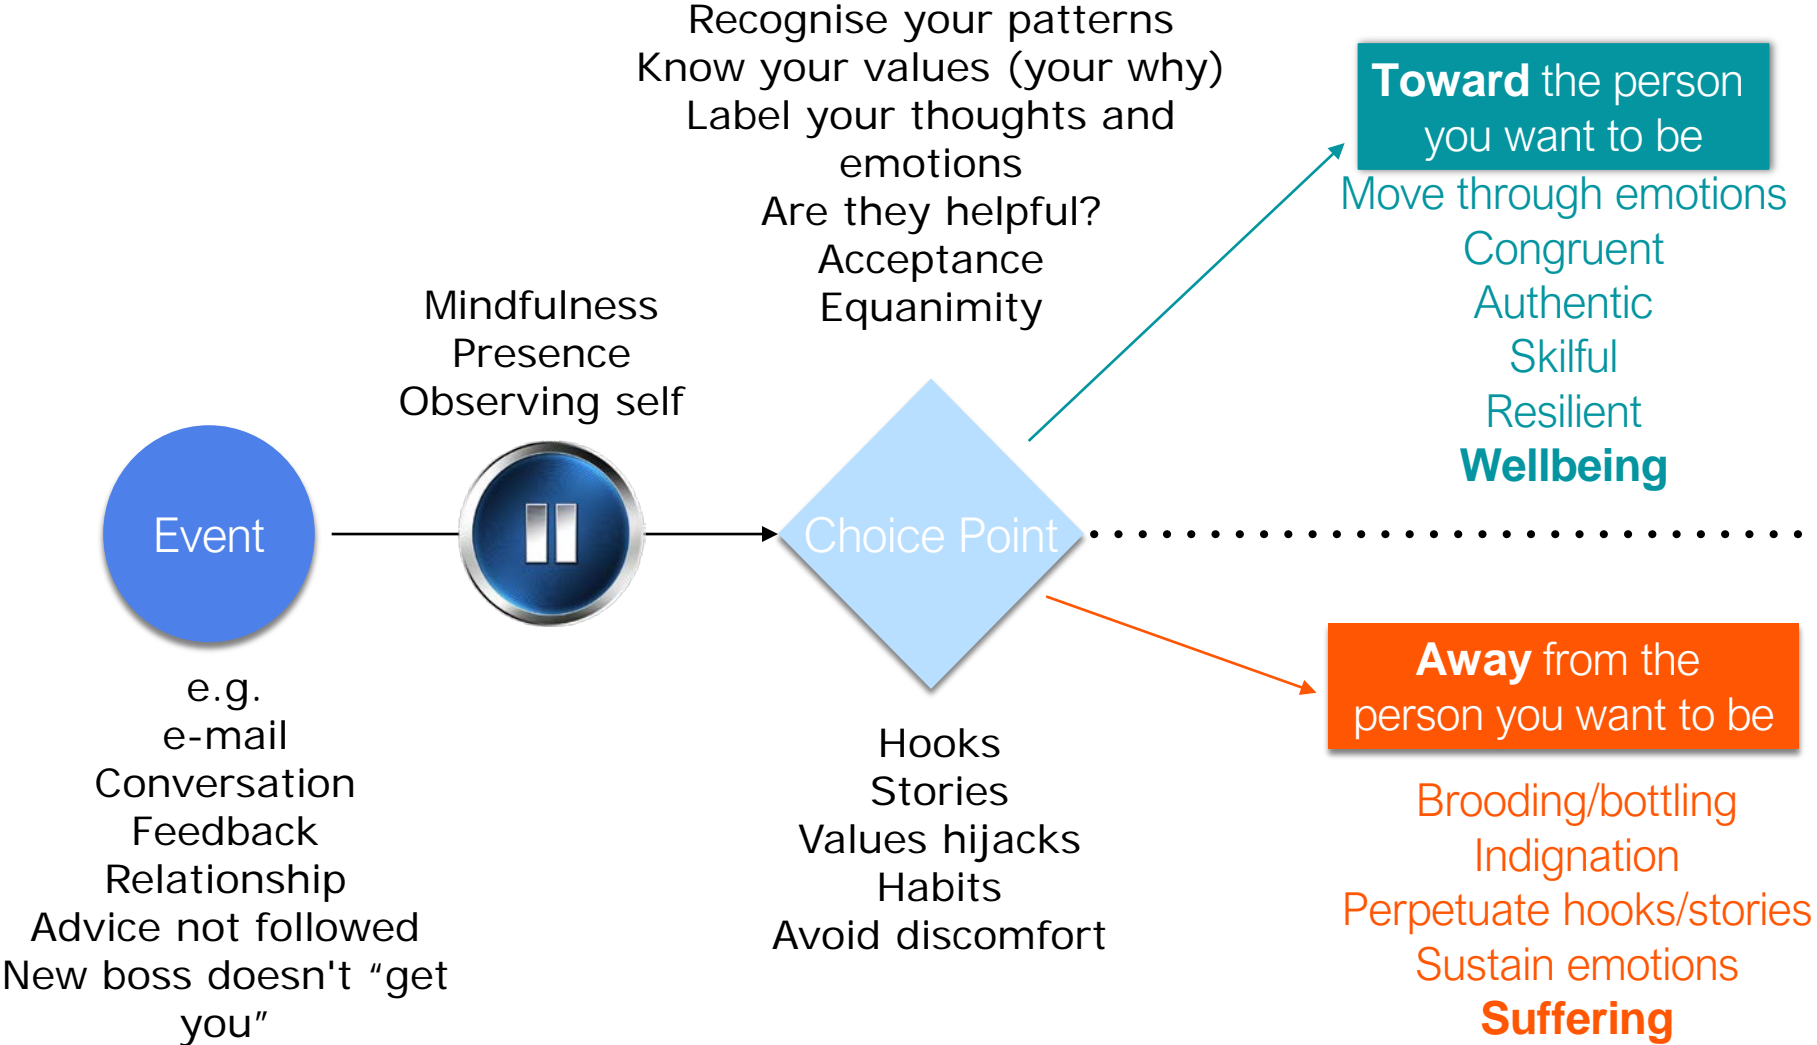 Recognise your patterns
Know your values (your why)
Label your thoughts and
emotions
Are they helpful?
Acceptance
Equanimity
Mindfulness
Presence
Observing self
Event
e.g.
e-mail
Conversation
Feedback
Relationship
Advice not followed
New boss doesn't “get
you”
Choice Point
Hooks
Stories
Values hijacks
Habits
Avoid discomfort
Toward the person
you want to be
Move through emotions
Congruent
Authentic
Skilful
Resilient
Wellbeing
Away from the
person you want to be
Brooding/bottling
Indignation
Perpetuate hooks/stories
Sustain emotions
Suffering